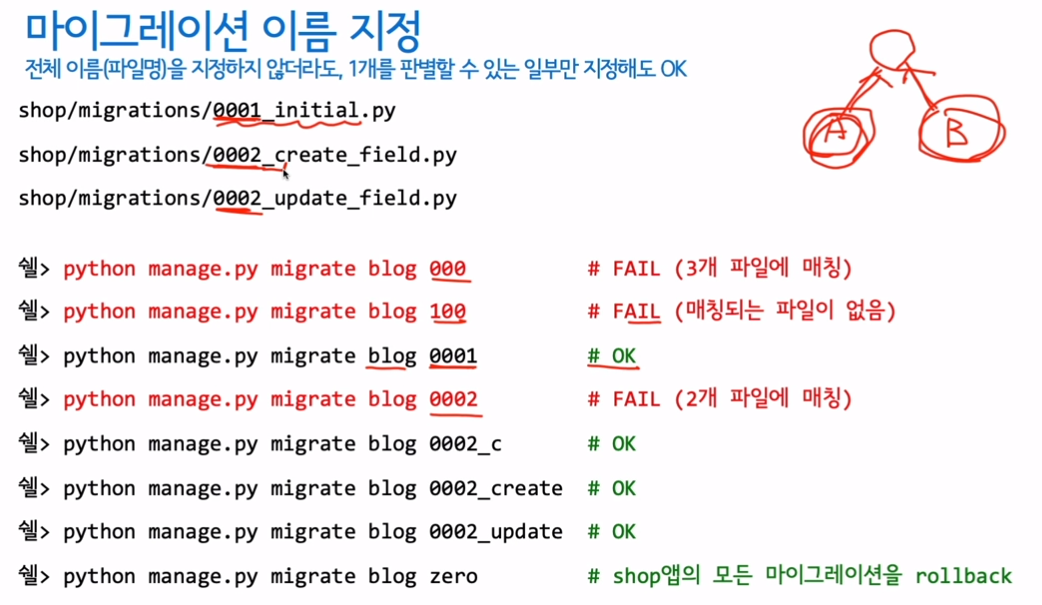 마이그레이션 이름 지정
전체 이름(파일명)을 지정하지 않더라도, 1개를 판별할 수 있는 일부만 지정해도 OK
shop/migrations/0001_initial.py
shop/migrations/0002_create_field.py
shop/migrations/0002_update_field.py
A B
쉘> python manage.py migrate blog 000 # FAIL (3개 파일에 매칭)
쉘> python manage.py migrate blog 100 # FAIL (매칭되는 파일이 없음)
쉘> python manage.py migrate blog 0001 # OK
쉘> python manage.py migrate blog 0002 # FAIL (2개 파일에 매칭)
쉘> python manage.py migrate blog 0002_c # OK
쉘> python manage.py migrate blog 0002_create # OK
쉘> python manage.py migrate blog 0002_update # OK
쉘> python manage.py migrate blog zero # shop앱의 모든 마이그레이션을 rollback